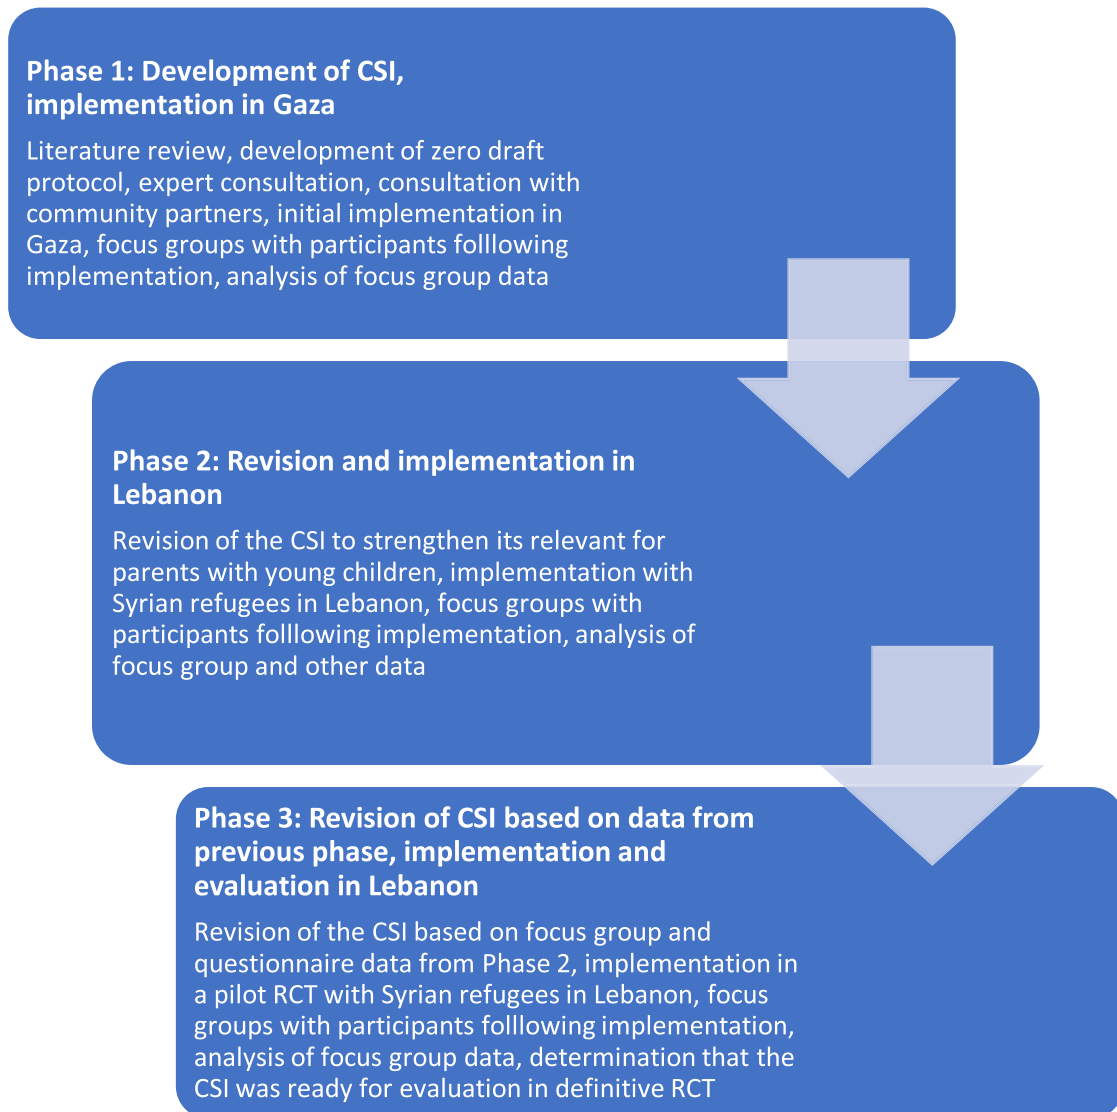 Phase 1: Development of CSI,
implementation in Gaza
Literature review, development of zero draft
protocol, expert consultation, consultation with
community partners, initial implementation in
Gaza, focus groups with participants folllowing
implementation, analysis of focus group data
Phase 2: Revision and implementation in
Lebanon
Revision of the CSI to strengthen its relevant for
parents with young children, implementation with
Syrian refugees in Lebanon, focus groups with
participants folllowing implementation, analysis of
focus group and other data
Phase 3: Revision of CSI based on data from
previous phase, implementation and
evaluation in Lebanon
Revision of the CSI based on focus group and
questionnaire data from Phase 2, implementation in
a pilot RCT with Syrian refugees in Lebanon, focus
groups with participants folllowing implementation,
analysis of focus group data, determination that the
CSI was ready for evaluation in definitive RCT